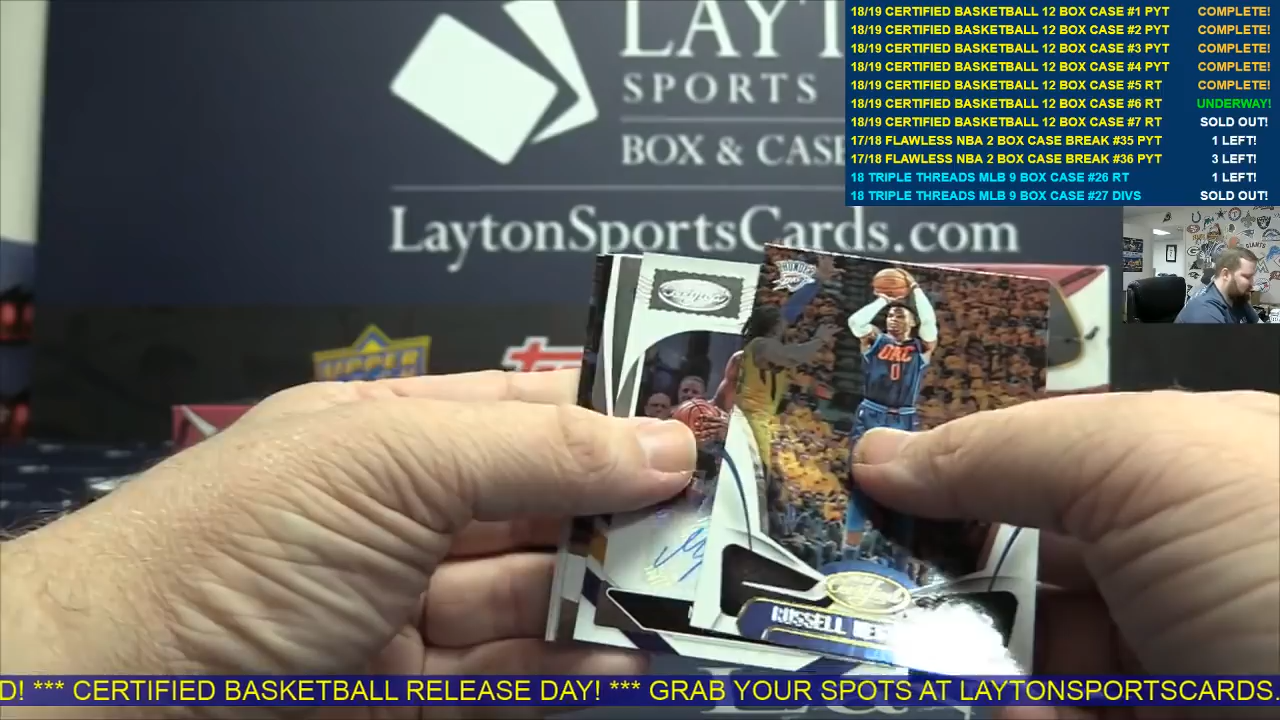 18/19 CERTIFIED BASKETBALL 12 BOX CASE #1 PYT COMPLETE!
18/19 CERTIFIED BASKETBALL 12 BOX CASE #2 PYT COMPLETE!
18/19 CERTIFIED BASKETBALL 12 BOX CASE #3 PYT COMPLETE!
18/19 CERTIFIED BASKETBALL 12 BOX CASE #4 PYT COMPLETE!
18/19 CERTIFIED BASKETBALL 12 BOX CASE #5 RT COMPLETE!
18/19 CERTIFIED BASKETBALL 12 BOX CASE #6 RT UNDERWAY!
18/19 CERTIFIED BASKETBALL 12 BOX CASE #7 RT SOLD OUT!
17/18 FLAWLESS NBA 2 BOX CASE BREAK #35 PYT 1 LEFT!
17/18 FLAWLESS NBA 2 BOX CASE BREAK #36 PYT 3 LEFT!
18 TRIPLE THREADS MLB 9 BOX CASE #26 RT 1 LEFT!
18 TRIPLE THREADS MLB 9 BOX CASE #27 DIVS SOLD OUT!
LAYT
SPORTS
BOX & CASE
LaytonSportsCards.com
GIANTS
UPPER
Certified
THUNDER
OKC
0
Certified
RUSSELL
D! *** CERTIFIED BASKETBALL RELEASE DAY! *** GRAB YOUR SPOTS AT LAYTONSPORTSCARDS.